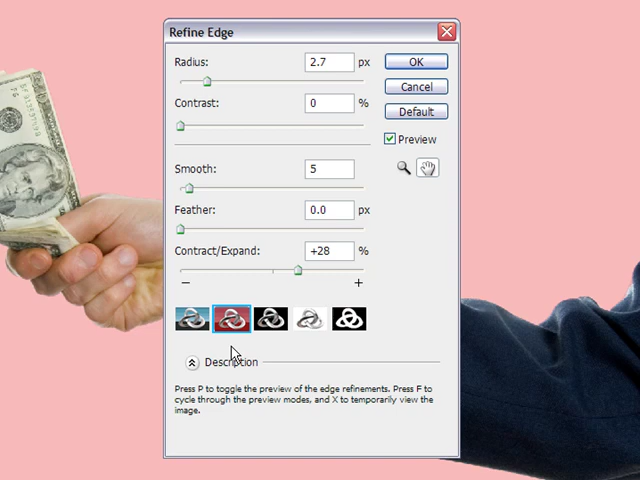 Refine Edge
Radius: 2.7 px
OK
Cancel
Contrast: 0 %
Default
Preview
Smooth: 5
Feather: 0.0 px
Contract/Expand: +28 %
− +
Description
Press P to toggle the preview of the edge refinements. Press F to
cycle through the preview modes, and X to temporarily view the
image.